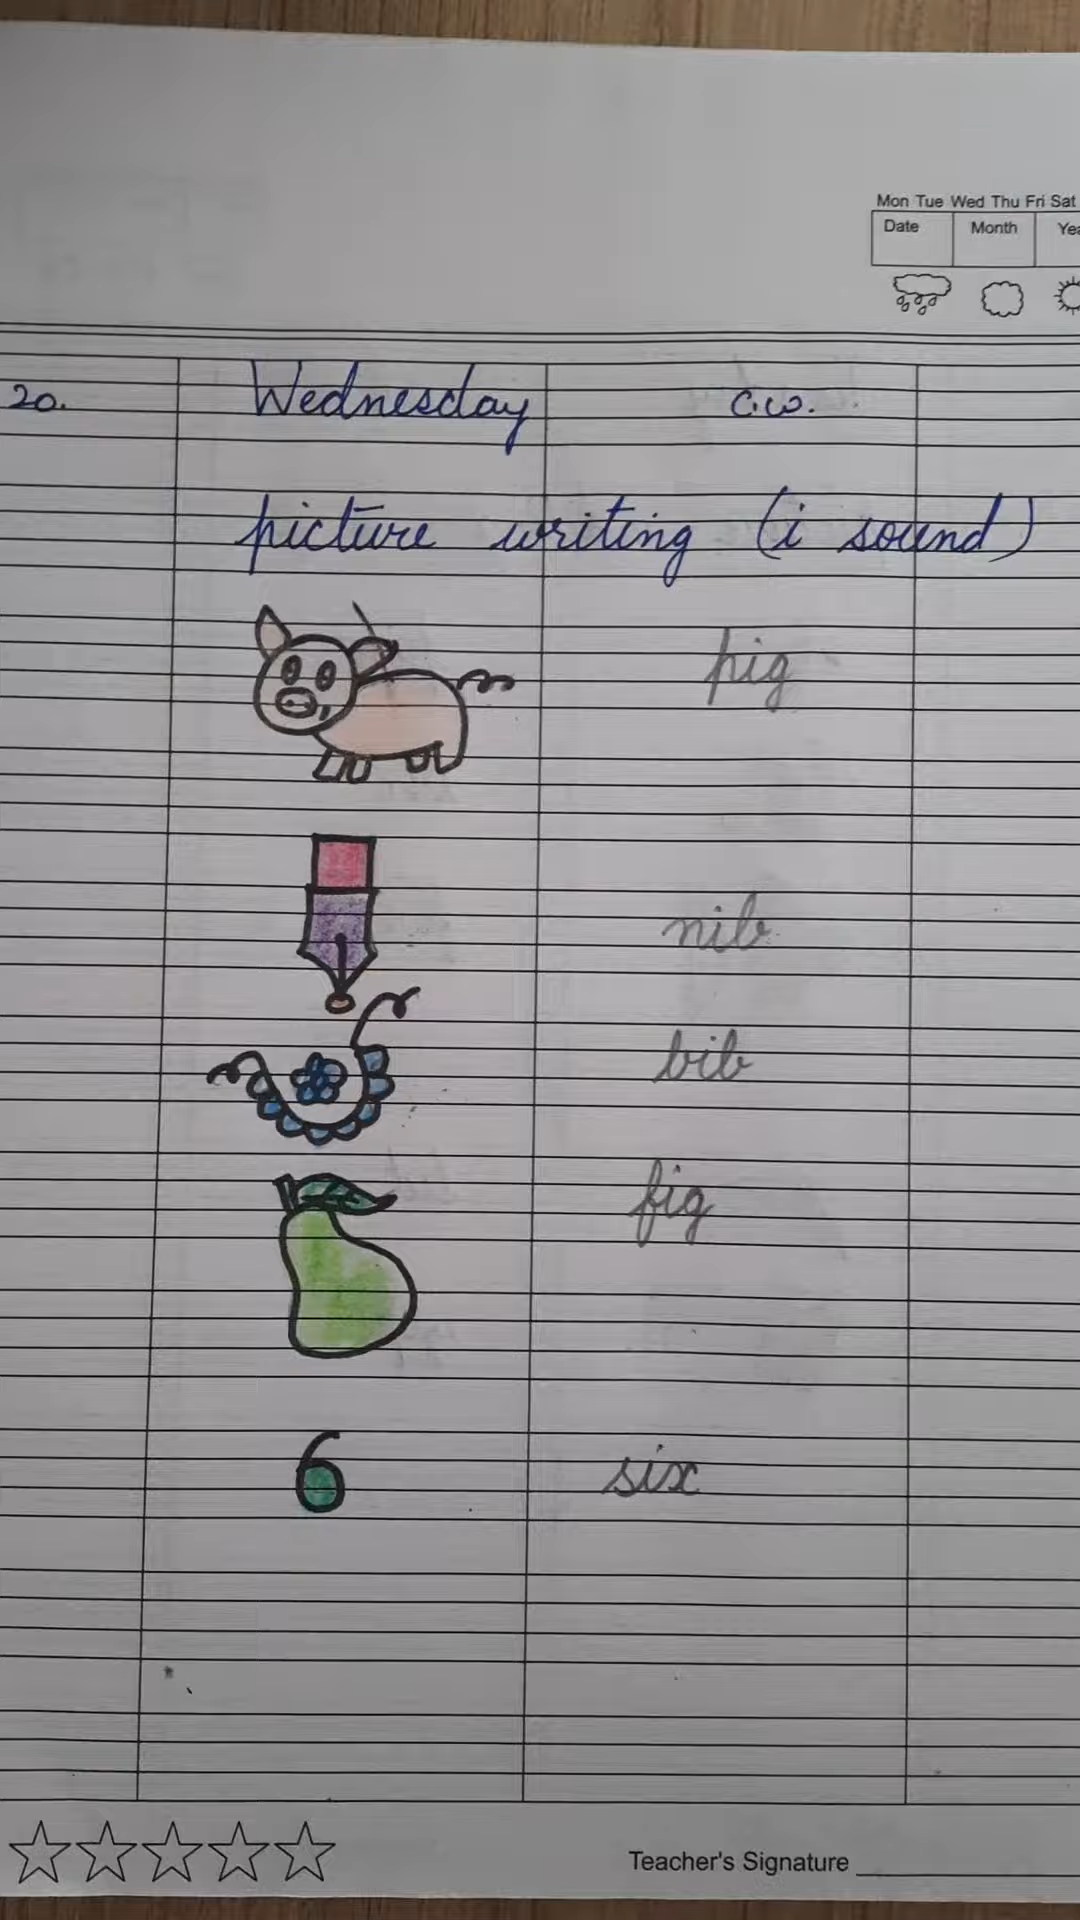 Mon Tue Wed Thu Fri Sat
Date Month
20. Wednesday c.w.
picture writing (i sound)
pig
nib
bib
fig
6 six
Teacher's Signature